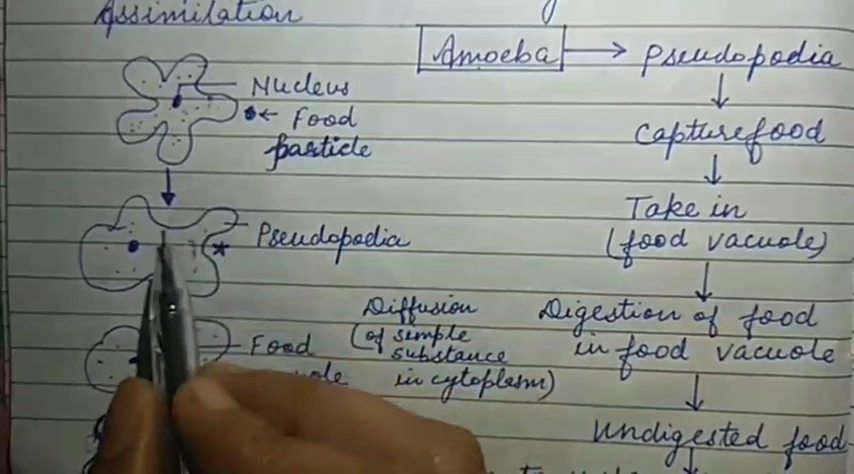 Assimilation
Amoeba
Pseudopodia
Nucleus
Food
particle
Capture food
Take in
(food vacuole)
Pseudopodia
Diffusion
(of simple
substance
in cytoplasm)
Food
Digestion of food
in food vacuole
Undigested food